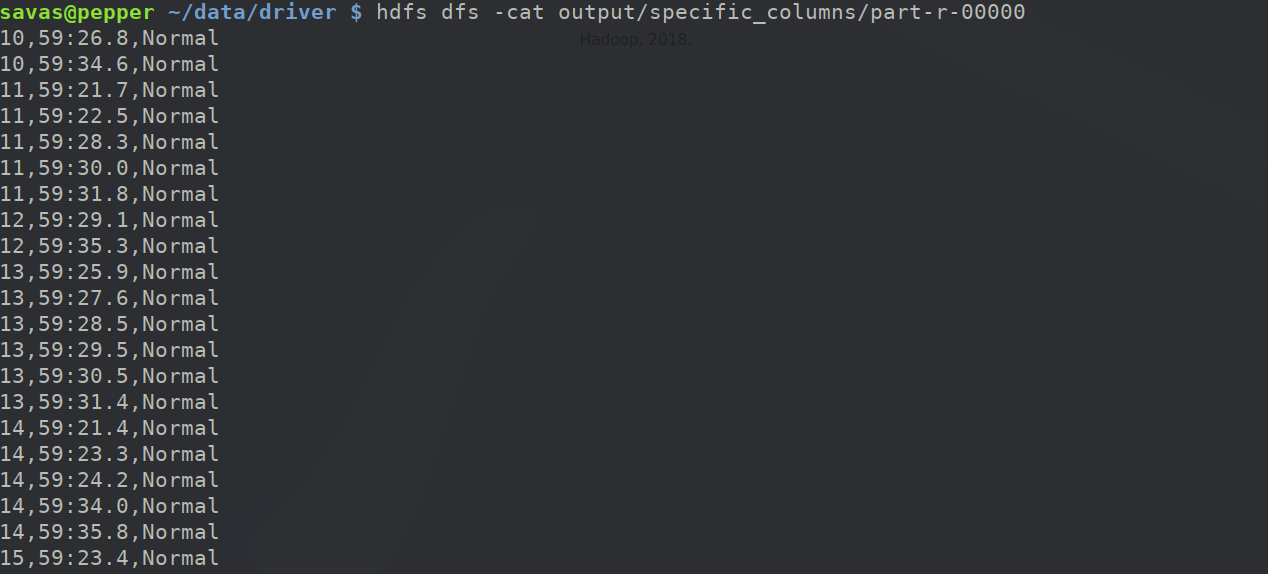 savas@pepper ~/data/driver $ hdfs dfs -cat output/specific_columns/part-r-00000
10,59:26.8,Normal
Hadoop, 2018.
10,59:34.6,Normal
11,59:21.7,Normal
11,59:22.5,Normal
11,59:28.3,Normal
11,59:30.0,Normal
11,59:31.8,Normal
12,59:29.1,Normal
12,59:35.3,Normal
13,59:25.9,Normal
13,59:27.6,Normal
13,59:28.5,Normal
13,59:29.5,Normal
13,59:30.5,Normal
13,59:31.4,Normal
14,59:21.4,Normal
14,59:23.3,Normal
14,59:24.2,Normal
14,59:34.0,Normal
14,59:35.8,Normal
15,59:23.4,Normal